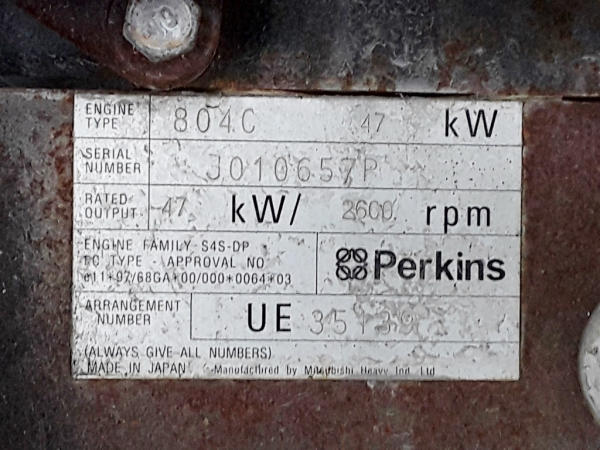 ENGINE TYPE 804C 47 kW
SERIAL NUMBER J010657P
RATED OUTPUT 47 kW/ 2600 rpm
ENGINE FAMILY S4S-DP
EC TYPE - APPROVAL NO
e11*97/68GA*00/000*0064*03
Perkins
ARRANGEMENT NUMBER UE
(ALWAYS GIVE ALL NUMBERS)
MADE IN JAPAN Manufactured by Mitsubishi Heavy Ind. Ltd